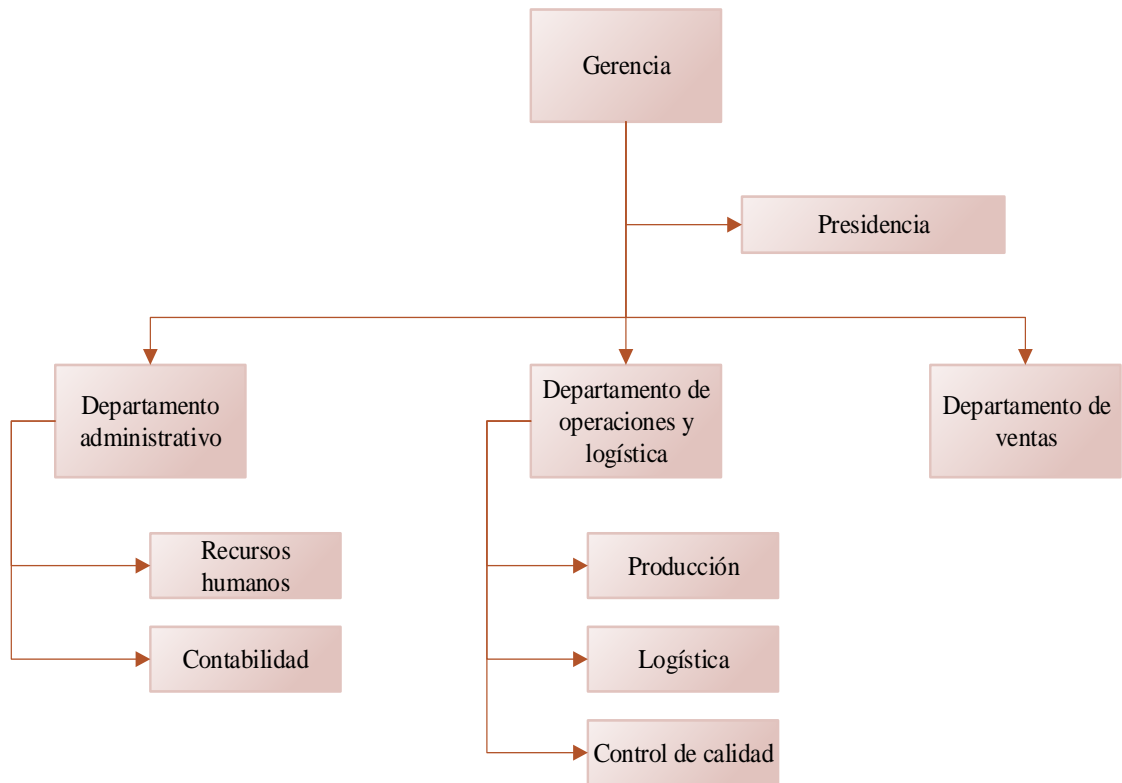 Gerencia
Presidencia
Departamento
administrativo
Departamento de
operaciones y
logística
Departamento de
ventas
Recursos
humanos
Producción
Contabilidad
Logística
Control de calidad